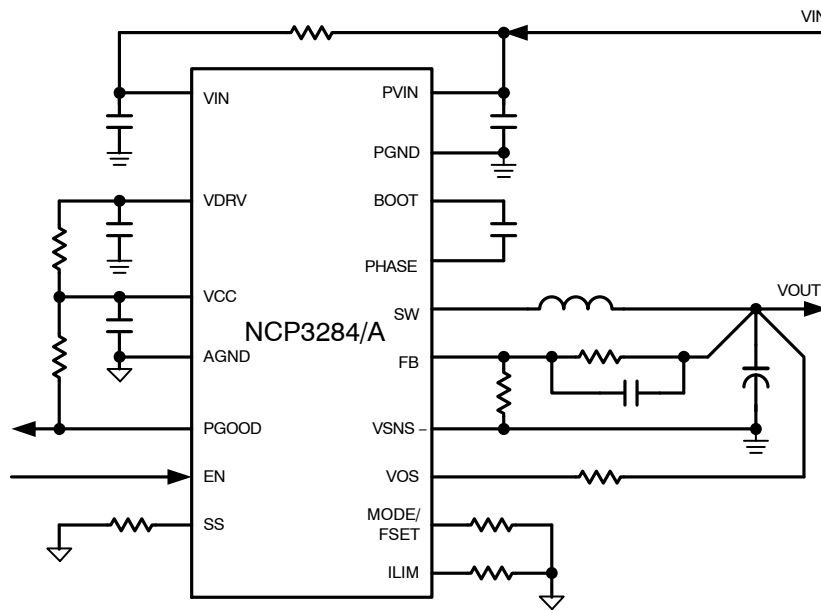 VIN
VIN
PVIN
PGND
VDRV
BOOT
PHASE
VCC
SW
VOUT
NCP3284/A
AGND
FB
PGOOD
VSNS -
EN
VOS
SS
MODE/
FSET
ILIM